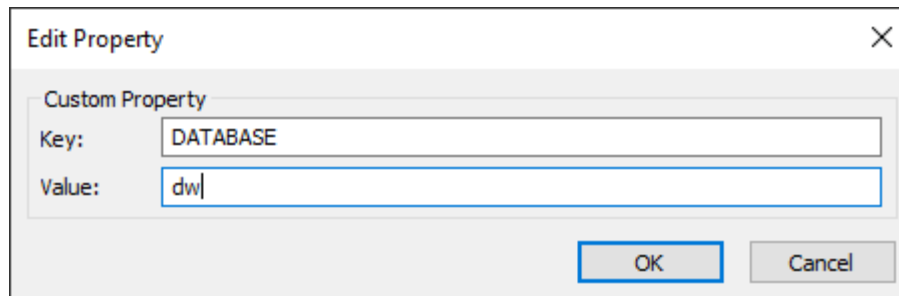 Edit Property
Custom Property
Key: DATABASE
Value: dw
OK Cancel